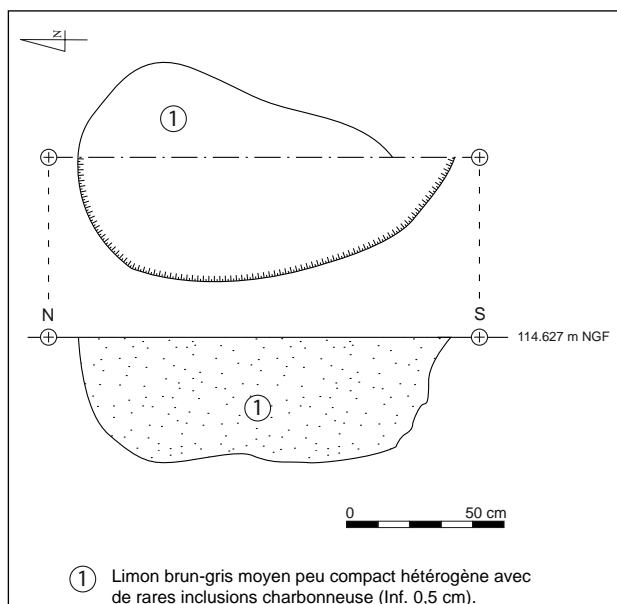 N
1
N
S
114.627 m NGF
1
0 50 cm
1 Limon brun-gris moyen peu compact hétérogène avec
de rares inclusions charbonneuse (Inf. 0,5 cm).